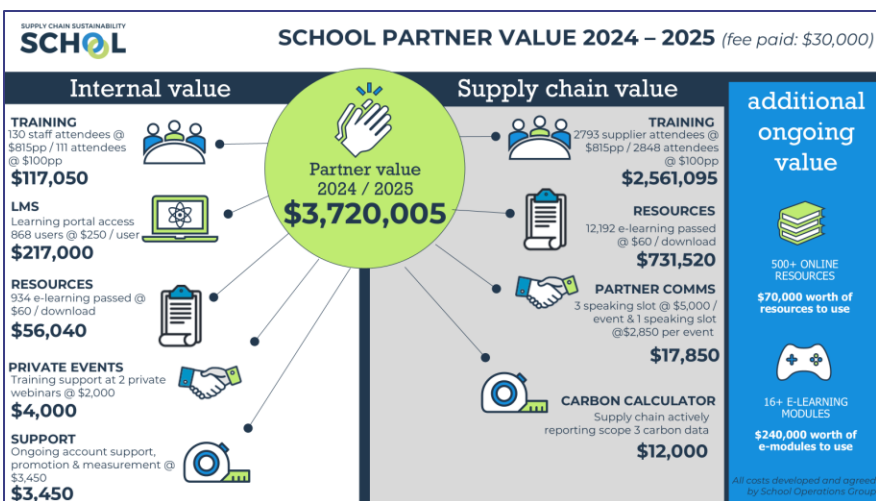 SUPPLY CHAIN SUSTAINABILITY
SCHOOL
SCHOOL PARTNER VALUE 2024 – 2025 (fee paid: $30,000)
Internal value
TRAINING
130 staff attendees @
$815pp / 111 attendees
@ $100pp
$117,050
LMS
Learning portal access
868 users @ $250 / user
$217,000
RESOURCES
934 e-learning passed @
$60 / download
$56,040
PRIVATE EVENTS
Training support at 2 private
webinars @ $2,000
$4,000
SUPPORT
Ongoing account support,
promotion & measurement @
$3,450
$3,450
Partner value
2024 / 2025
$3,720,005
Supply chain value
TRAINING
2793 supplier attendees @
$815pp / 2848 attendees
@ $100pp
$2,561,095
RESOURCES
12,192 e-learning passed
@ $60 / download
$731,520
PARTNER COMMS
3 speaking slot @ $5,000 /
event & 1 speaking slot
@$2,850 per event
$17,850
CARBON CALCULATOR
Supply chain actively
reporting scope 3 carbon data
$12,000
additional
ongoing
value
500+ ONLINE
RESOURCES
$70,000 worth of
resources to use
16+ E-LEARNING
MODULES
$240,000 worth of
e-modules to use
All costs developed and agreed
by School Operations Group